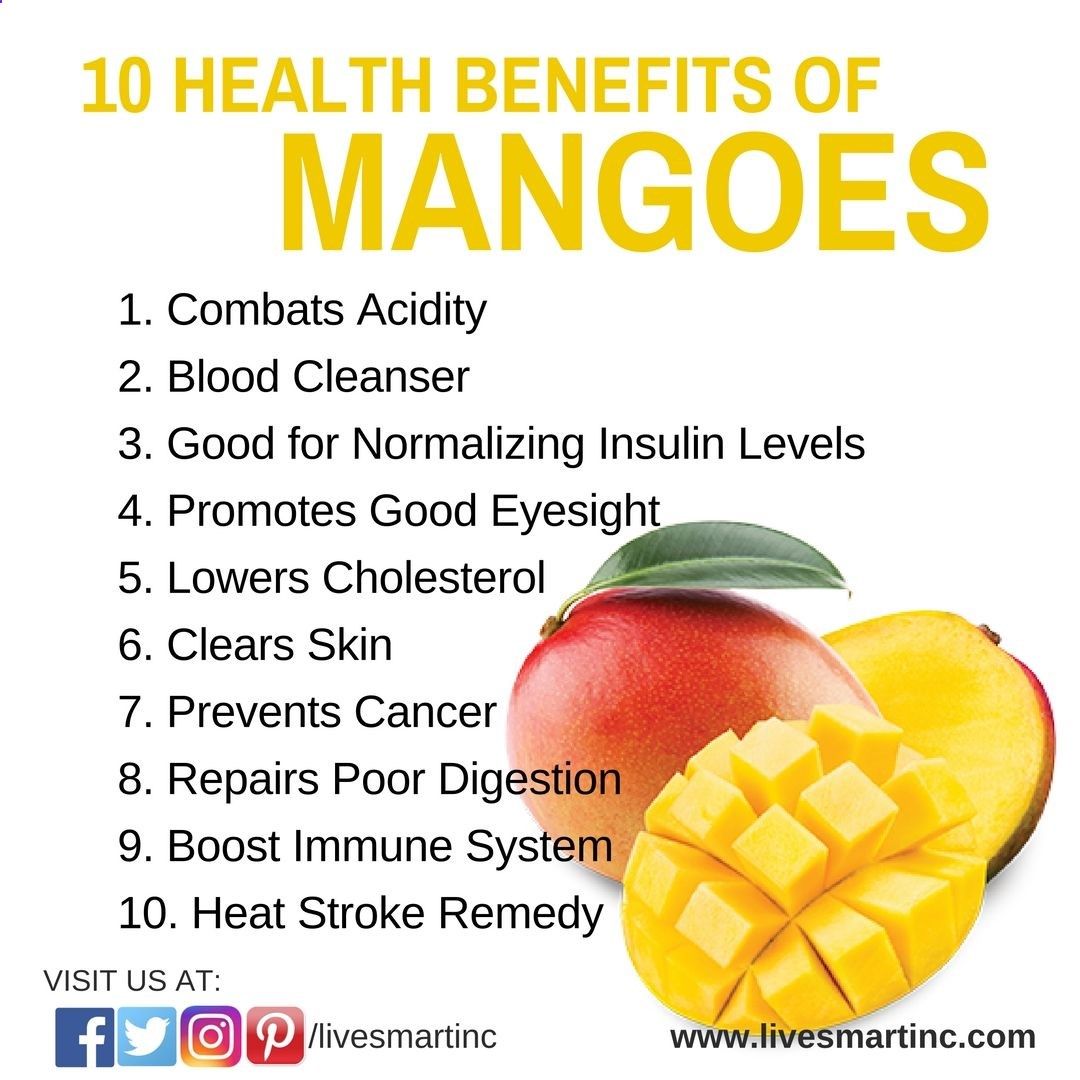 10 HEALTH BENEFITS OF
MANGOES
1. Combats Acidity
2. Blood Cleanser
3. Good for Normalizing Insulin Levels
4. Promotes Good Eyesight
5. Lowers Cholesterol
6. Clears Skin
7. Prevents Cancer
8. Repairs Poor Digestion
9. Boost Immune System
10. Heat Stroke Remedy
VISIT US AT:
/livesmartinc
www.livesmartinc.com